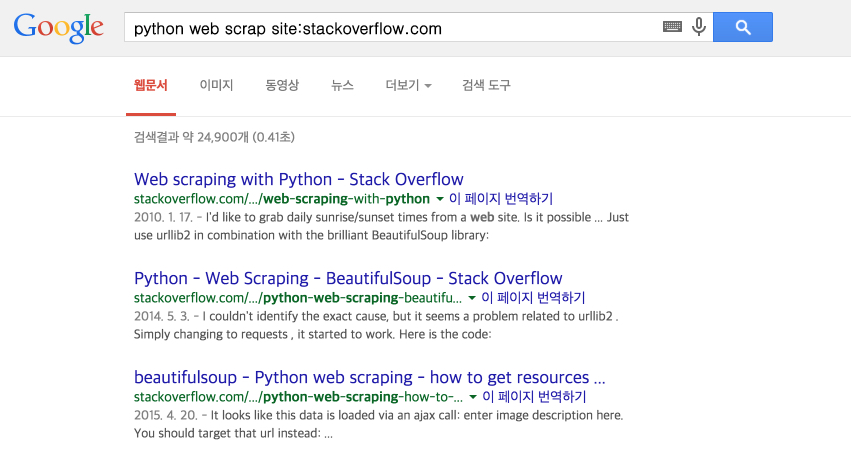 Google
python web scrap site:stackoverflow.com
웹문서 이미지 동영상 뉴스 더보기 검색 도구
검색결과 약 24,900개 (0.41초)
Web scraping with Python - Stack Overflow
stackoverflow.com/.../web-scraping-with-python 이 페이지 번역하기
2010. 1. 17. - I'd like to grab daily sunrise/sunset times from a web site. Is it possible ... Just
use urllib2 in combination with the brilliant BeautifulSoup library:
Python - Web Scraping - BeautifulSoup - Stack Overflow
stackoverflow.com/.../python-web-scraping-beautifu... 이 페이지 번역하기
2014. 5. 3. - I couldn't identify the exact cause, but it seems a problem related to urllib2 .
Simply changing to requests , it started to work. Here is the code:
beautifulsoup - Python web scraping - how to get resources ...
stackoverflow.com/.../python-web-scraping-how-to-... 이 페이지 번역하기
2015. 4. 20. - It looks like this data is loaded via an ajax call: enter image description here.
You should target that url instead: ...